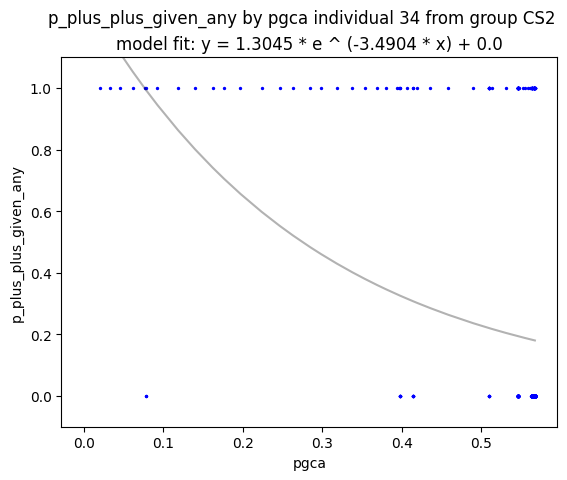 p_plus_plus_given_any by pgca individual 34 from group CS2
model fit: y = 1.3045 * e ^ (-3.4904 * x) + 0.0
1.0
0.8
0.6
0.4
0.2
0.0
p_plus_plus_given_any
0.0 0.1 0.2 0.3 0.4 0.5
pgca